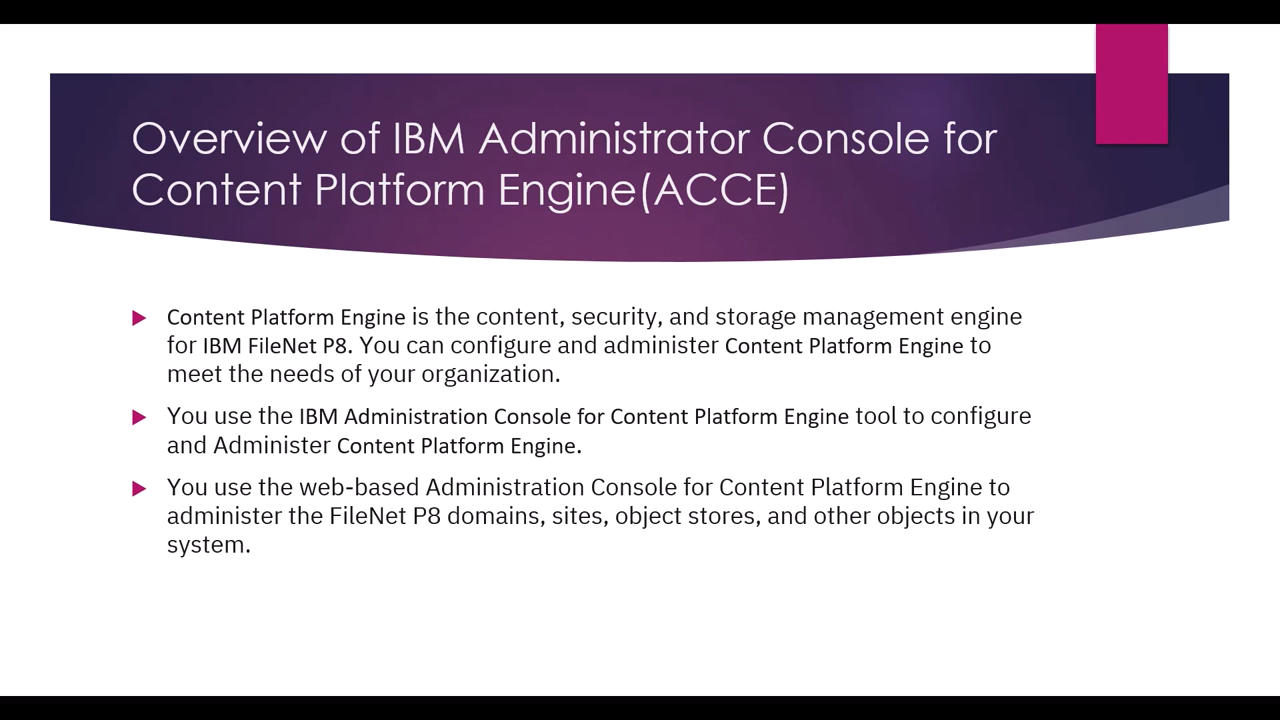 Overview of IBM Administrator Console for
Content Platform Engine(ACCE)
Content Platform Engine is the content, security, and storage management engine
for IBM FileNet P8. You can configure and administer Content Platform Engine to
meet the needs of your organization.
You use the IBM Administration Console for Content Platform Engine tool to configure
and Administer Content Platform Engine.
You use the web-based Administration Console for Content Platform Engine to
administer the FileNet P8 domains, sites, object stores, and other objects in your
system.